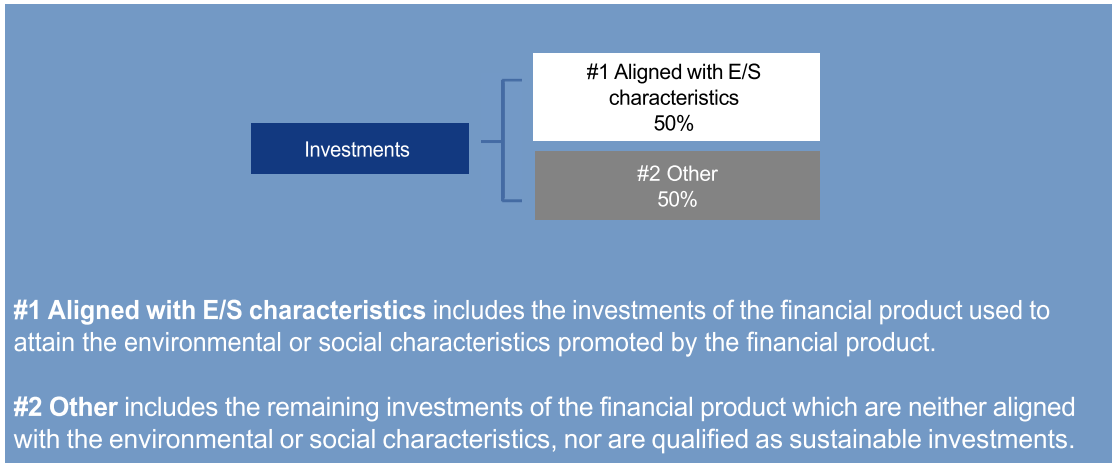 #1 Aligned with E/S
characteristics
50%
Investments
#2 Other
50%
#1 Aligned with E/S characteristics includes the investments of the financial product used to
attain the environmental or social characteristics promoted by the financial product.
#2 Other includes the remaining investments of the financial product which are neither aligned
with the environmental or social characteristics, nor are qualified as sustainable investments.